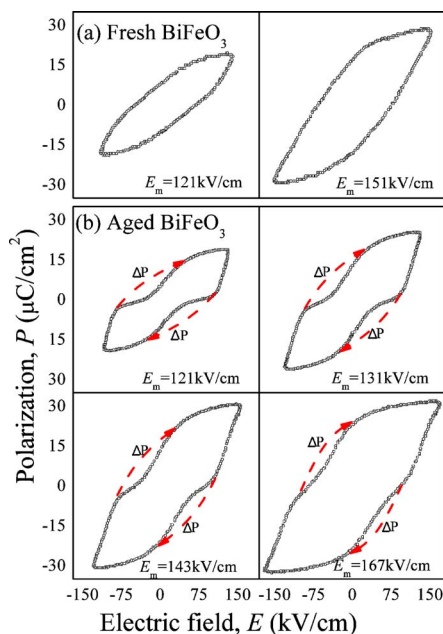 (a) Fresh BiFeO3
30
15
0
-15
-30
Em=121kV/cm
Em=151kV/cm
(b) Aged BiFeO3
30
15
0
15
30
ΔP
ΔP
Em=121kV/cm
ΔP
ΔP
Em=131kV/cm
30
15
0
-15
-30
ΔP
ΔP
Em=143kV/cm
ΔP
ΔP
Em=167kV/cm
-150 -75 0 75 150
-150 -75 0 75 150
Polarization, P (μC/cm²)
Electric field, E (kV/cm)